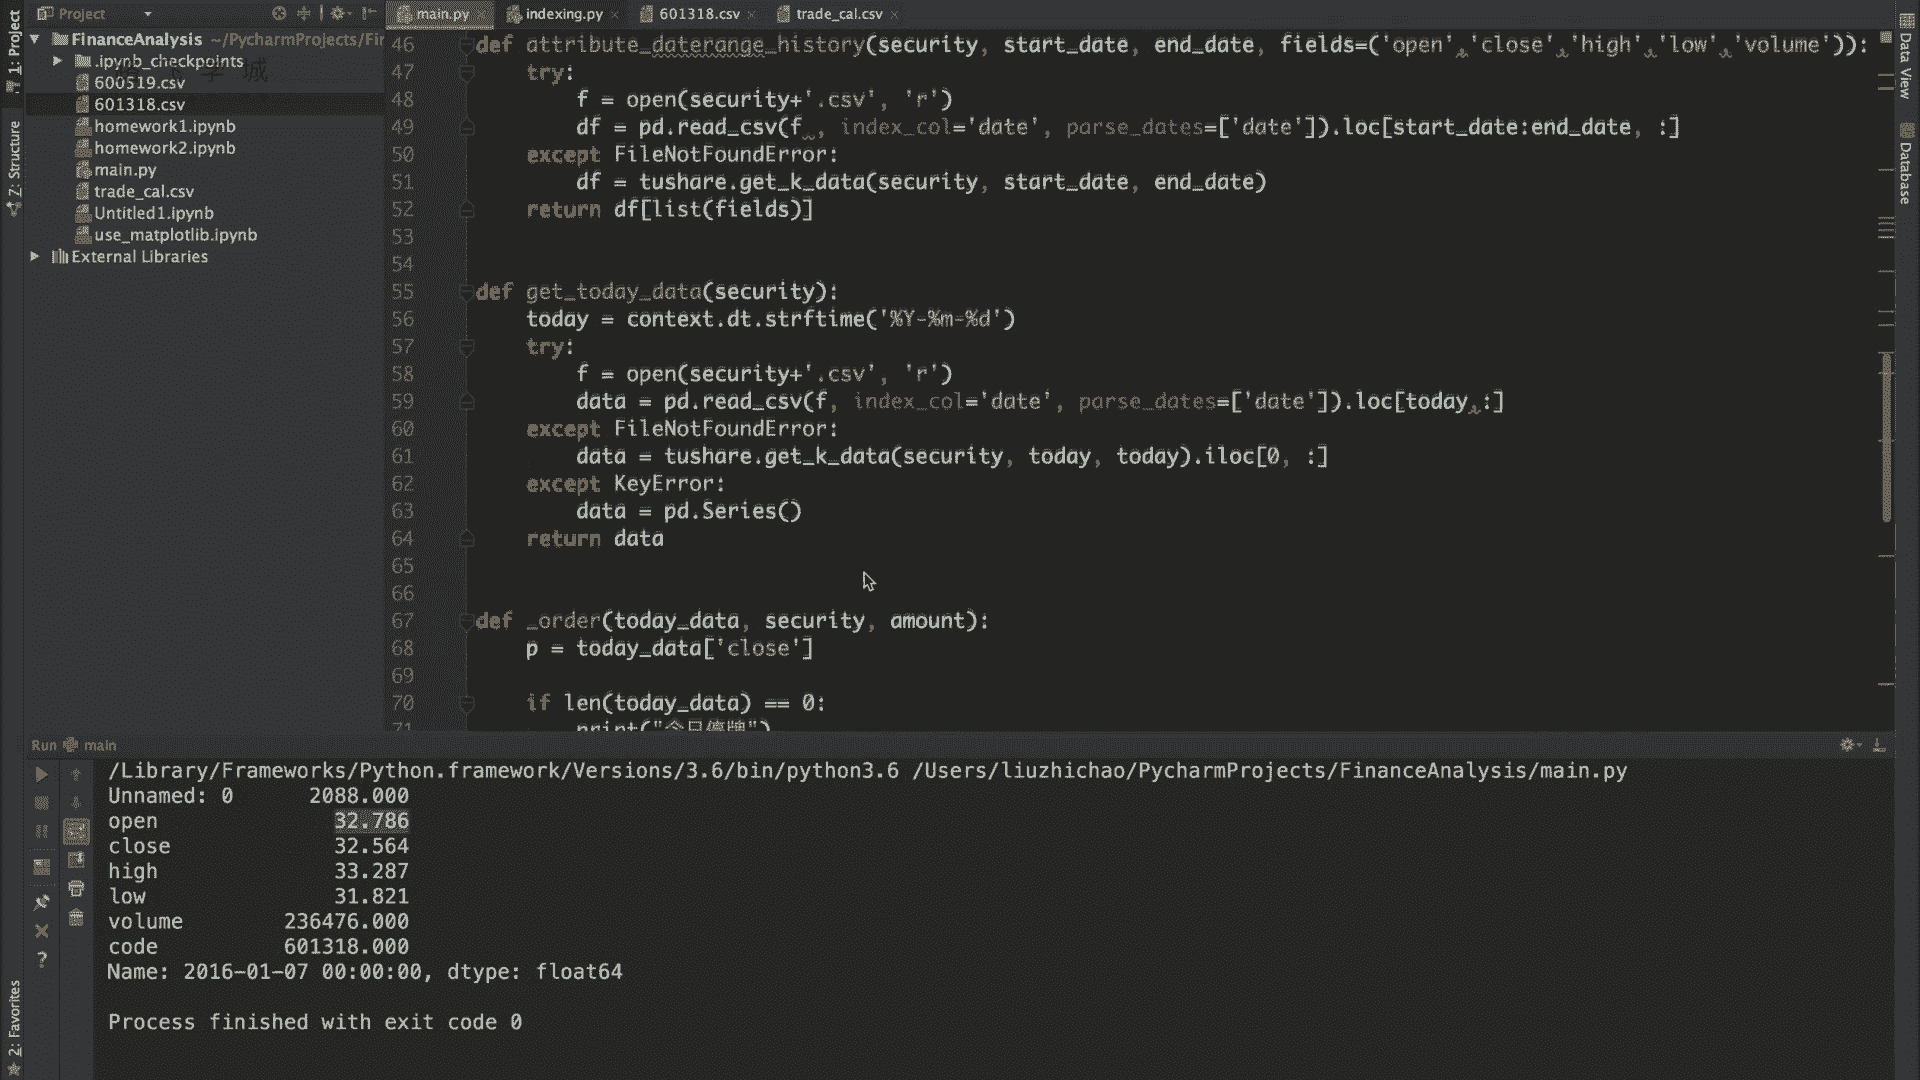 Project
main.py
indexing.py
601318.csv
trade_cal.csv
1: Project
Z: Structure
2: Favorites
Data View
Database
FinanceAnalysis ~/PycharmProjects/Fir
.ipynb_checkpoints
600519.csv
601318.csv
homework1.ipynb
homework2.ipynb
main.py
trade_cal.csv
Untitled1.ipynb
use_matplotlib.ipynb
External Libraries
46 def attribute_daterange_history(security, start_date, end_date, fields=('open','close','high','low','volume')):
47 try:
48 f = open(security+'.csv', 'r')
49 df = pd.read_csv(f , index_col='date', parse_dates=['date']).loc[start_date:end_date, :]
50 except FileNotFoundError:
51 df = tushare.get_k_data(security, start_date, end_date)
52 return df[list(fields)]
53
54
55 def get_today_data(security):
56 today = context.dt.strftime('%Y-%m-%d')
57 try:
58 f = open(security+'.csv', 'r')
59 data = pd.read_csv(f, index_col='date', parse_dates=['date']).loc[today,:]
60 except FileNotFoundError:
61 data = tushare.get_k_data(security, today, today).iloc[0, :]
62 except KeyError:
63 data = pd.Series()
64 return data
65
66
67 def _order(today_data, security, amount):
68 p = today_data['close']
69
70 if len(today_data) == 0:
71 print("今日停牌")
Run main
/Library/Frameworks/Python.framework/Versions/3.6/bin/python3.6 /Users/liuzhichao/PycharmProjects/FinanceAnalysis/main.py
Unnamed: 0 2088.000
open 32.786
close 32.564
high 33.287
low 31.821
volume 236476.000
code 601318.000
Name: 2016-01-07 00:00:00, dtype: float64
Process finished with exit code 0